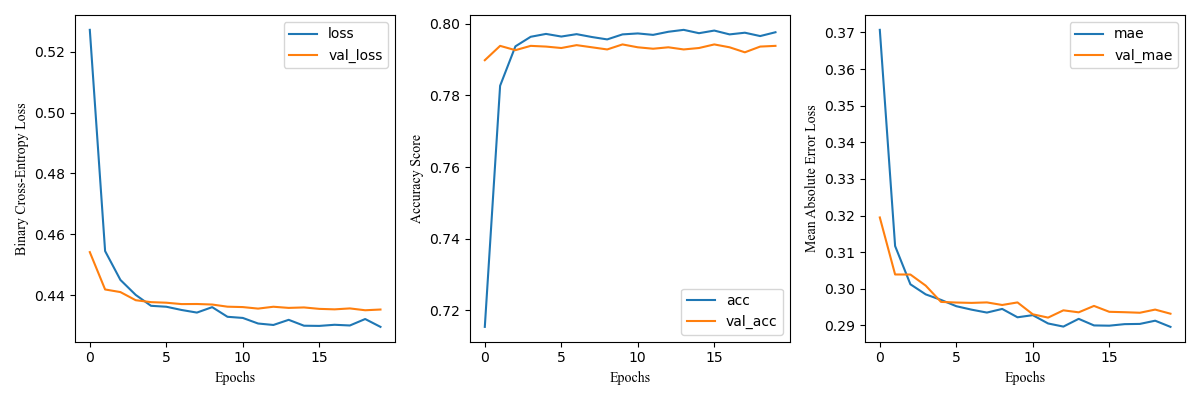 loss
val_loss
0.52
0.50
0.48
0.46
0.44
Binary Cross-Entropy Loss
0
5
10
15
Epochs
0.80
0.78
0.76
0.74
0.72
Accuracy Score
acc
val_acc
0
5
10
15
Epochs
mae
val_mae
0.37
0.36
0.35
0.34
0.33
0.32
0.31
0.30
0.29
Mean Absolute Error Loss
0
5
10
15
Epochs